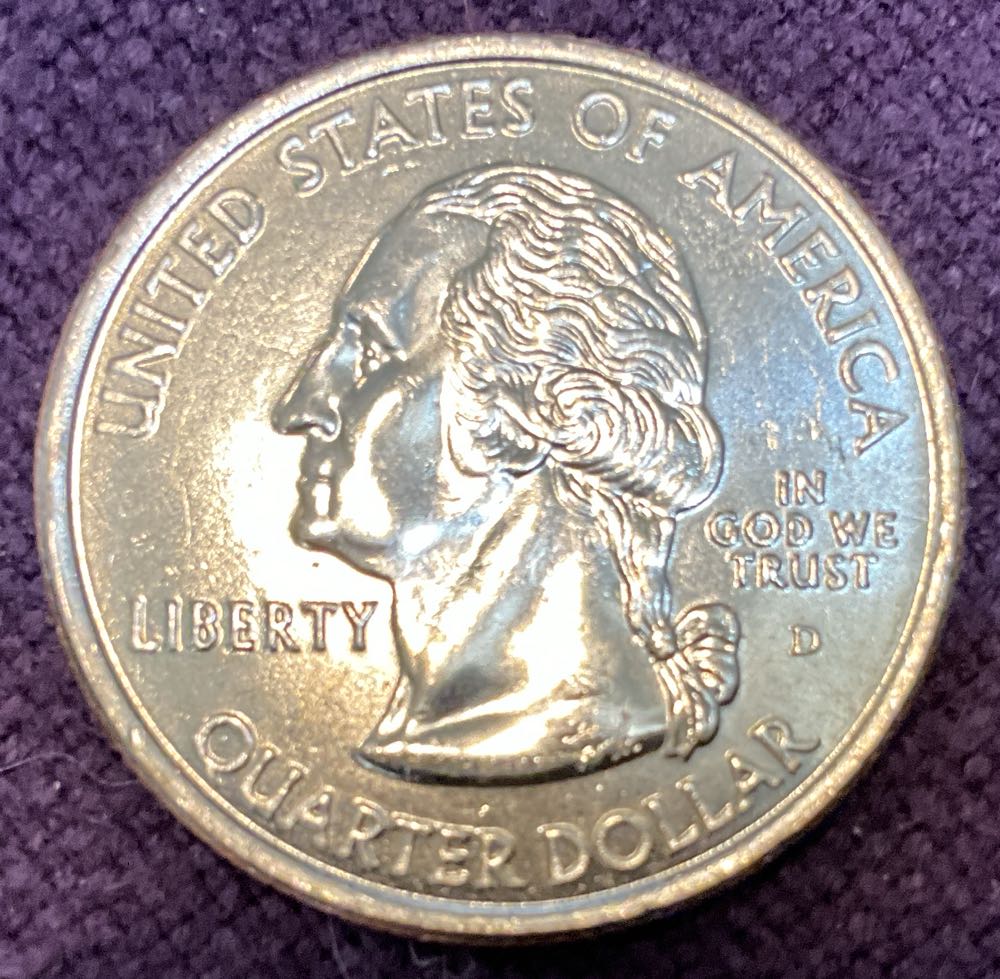 UNITED STATES OF AMERICA
IN
GOD WE
TRUST
LIBERTY
D
QUARTER DOLLAR